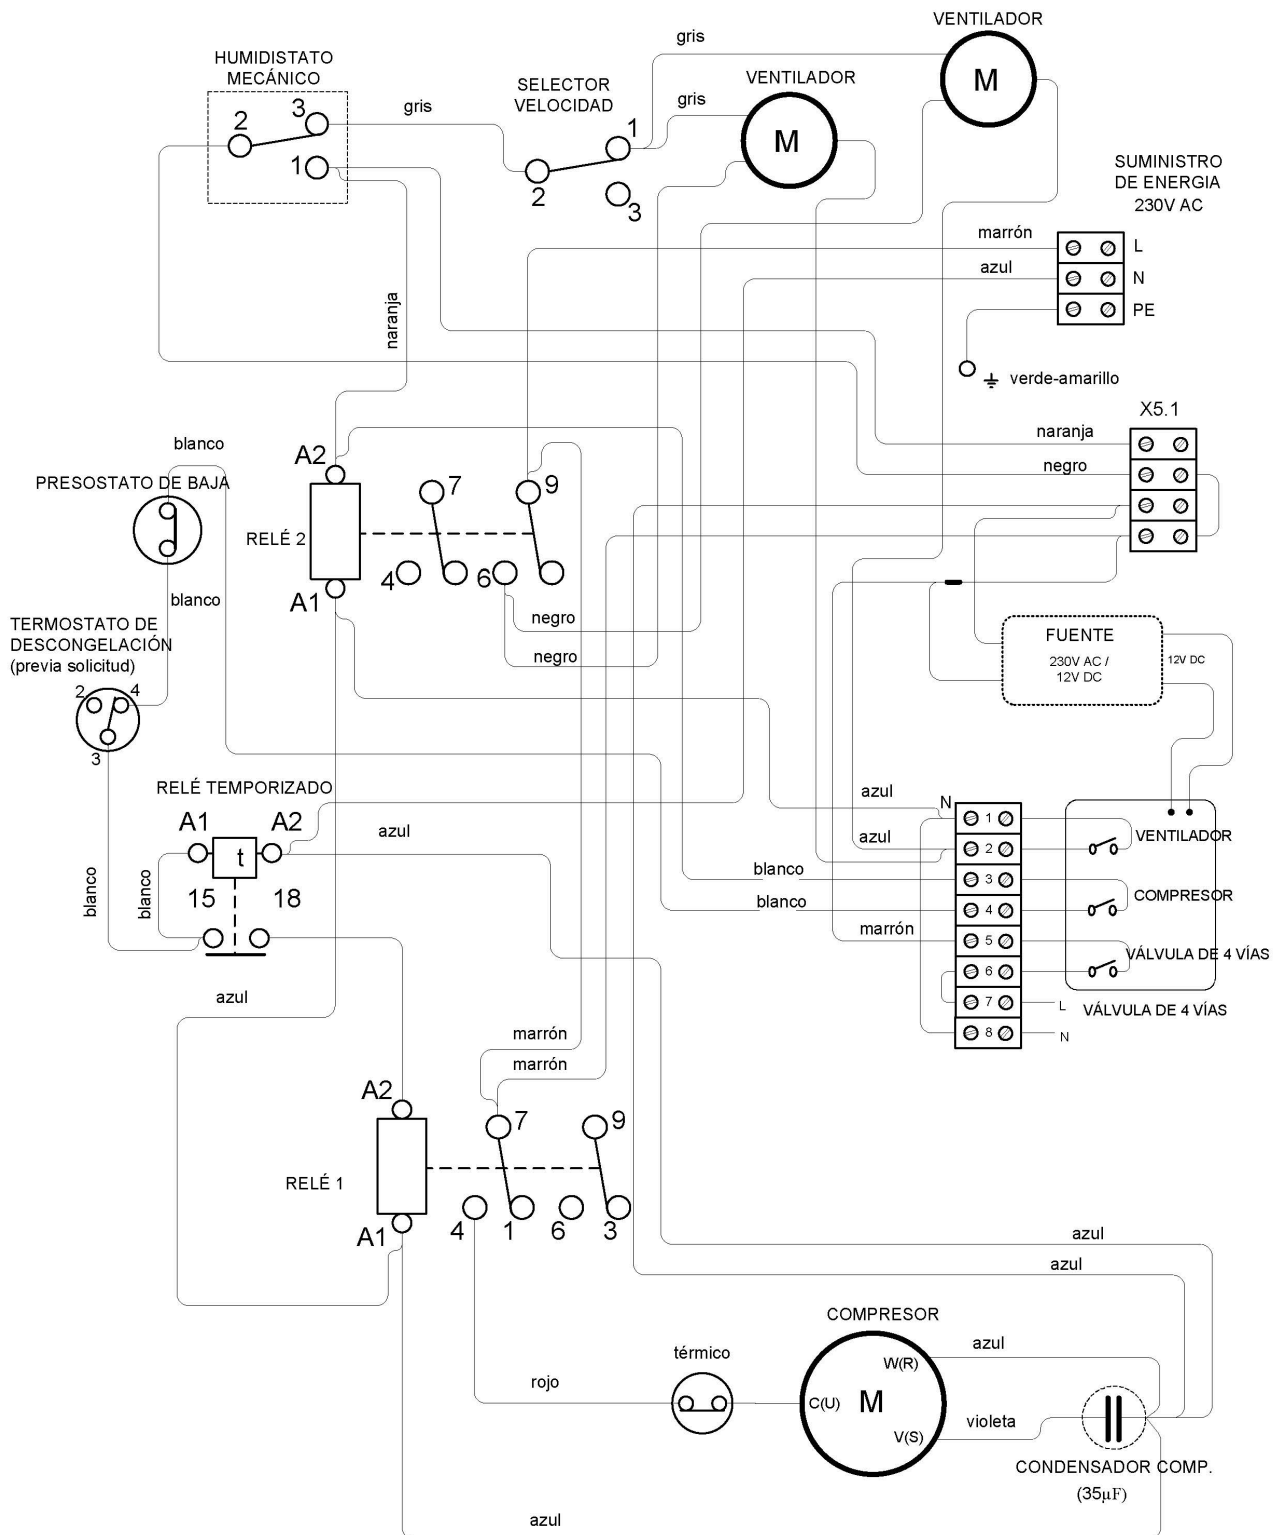 VENTILADOR
gris
HUMIDISTATO
MECÁNICO
SELECTOR
VELOCIDAD
VENTILADOR
M
gris
gris
M
3
2
1
1
2
3
SUMINISTRO
DE ENERGIA
230V AC
marrón
L
azul
N
PE
naranja
verde-amarillo
X5.1
naranja
negro
blanco
PRESOSTATO DE BAJA
A2
7
9
RELÉ 2
4
6
A1
blanco
negro
negro
TERMOSTATO DE
DESCONGELACIÓN
(previa solicitud)
2
4
3
FUENTE
230V AC /
12V DC
12V DC
RELÉ TEMPORIZADO
A1
A2
t
azul
15
18
blanco
blanco
azul
N
azul
blanco
blanco
marrón
1
2
3
4
5
6
7
8
VENTILADOR
COMPRESOR
VÁLVULA DE 4 VÍAS
L
VÁLVULA DE 4 VÍAS
N
azul
marrón
marrón
A2
7
9
RELÉ 1
4
1
6
3
A1
azul
azul
COMPRESOR
térmico
W(R)
azul
rojo
C(U)
M
V(S)
violeta
CONDENSADOR COMP.
(35µF)
azul